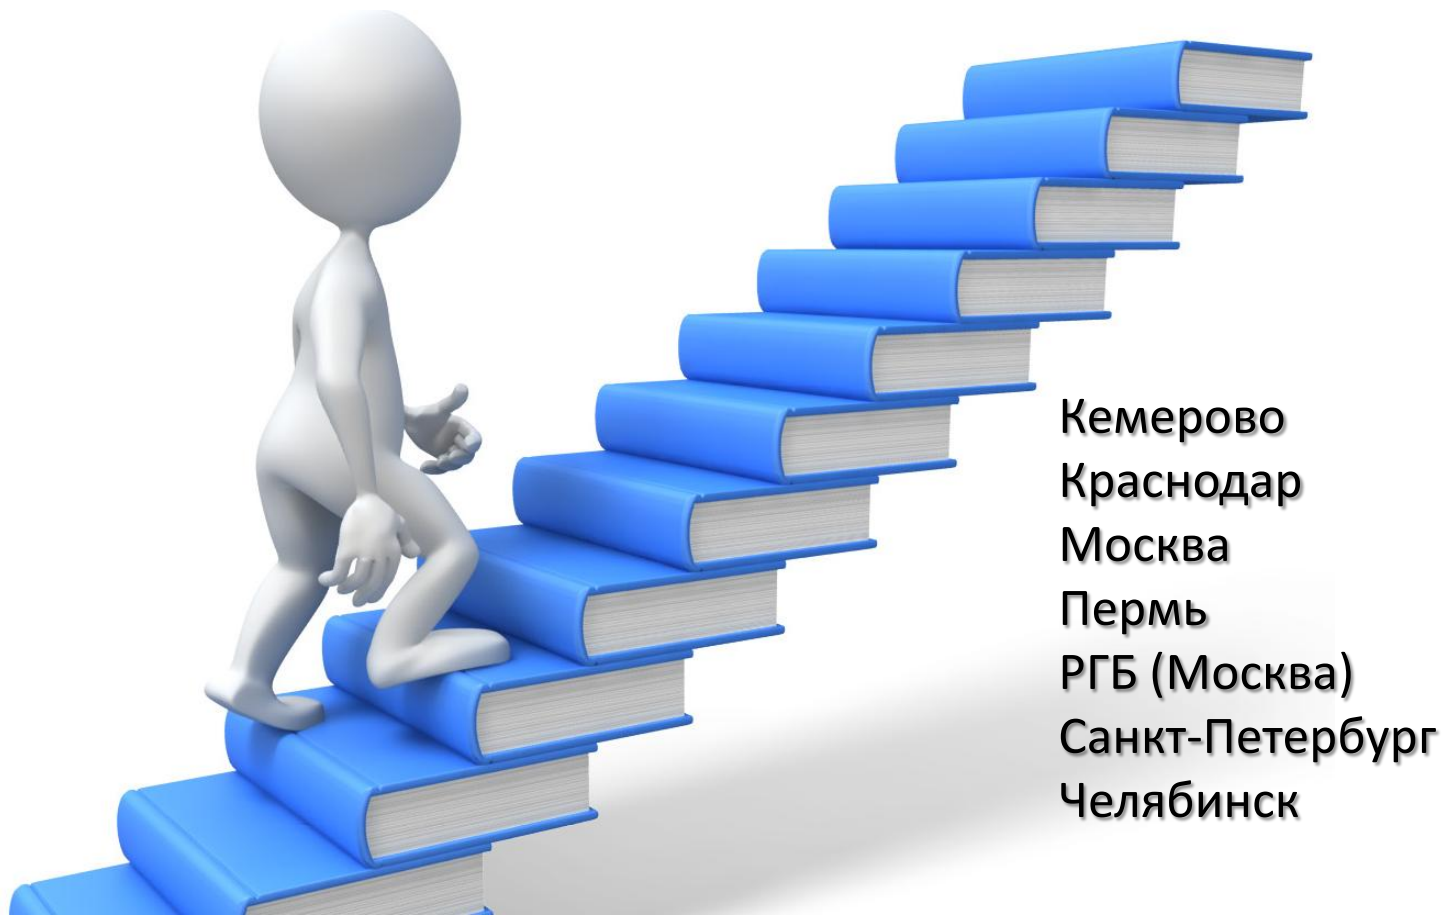 Кемерово
Краснодар
Москва
Пермь
РГБ (Москва)
Санкт-Петербург
Челябинск